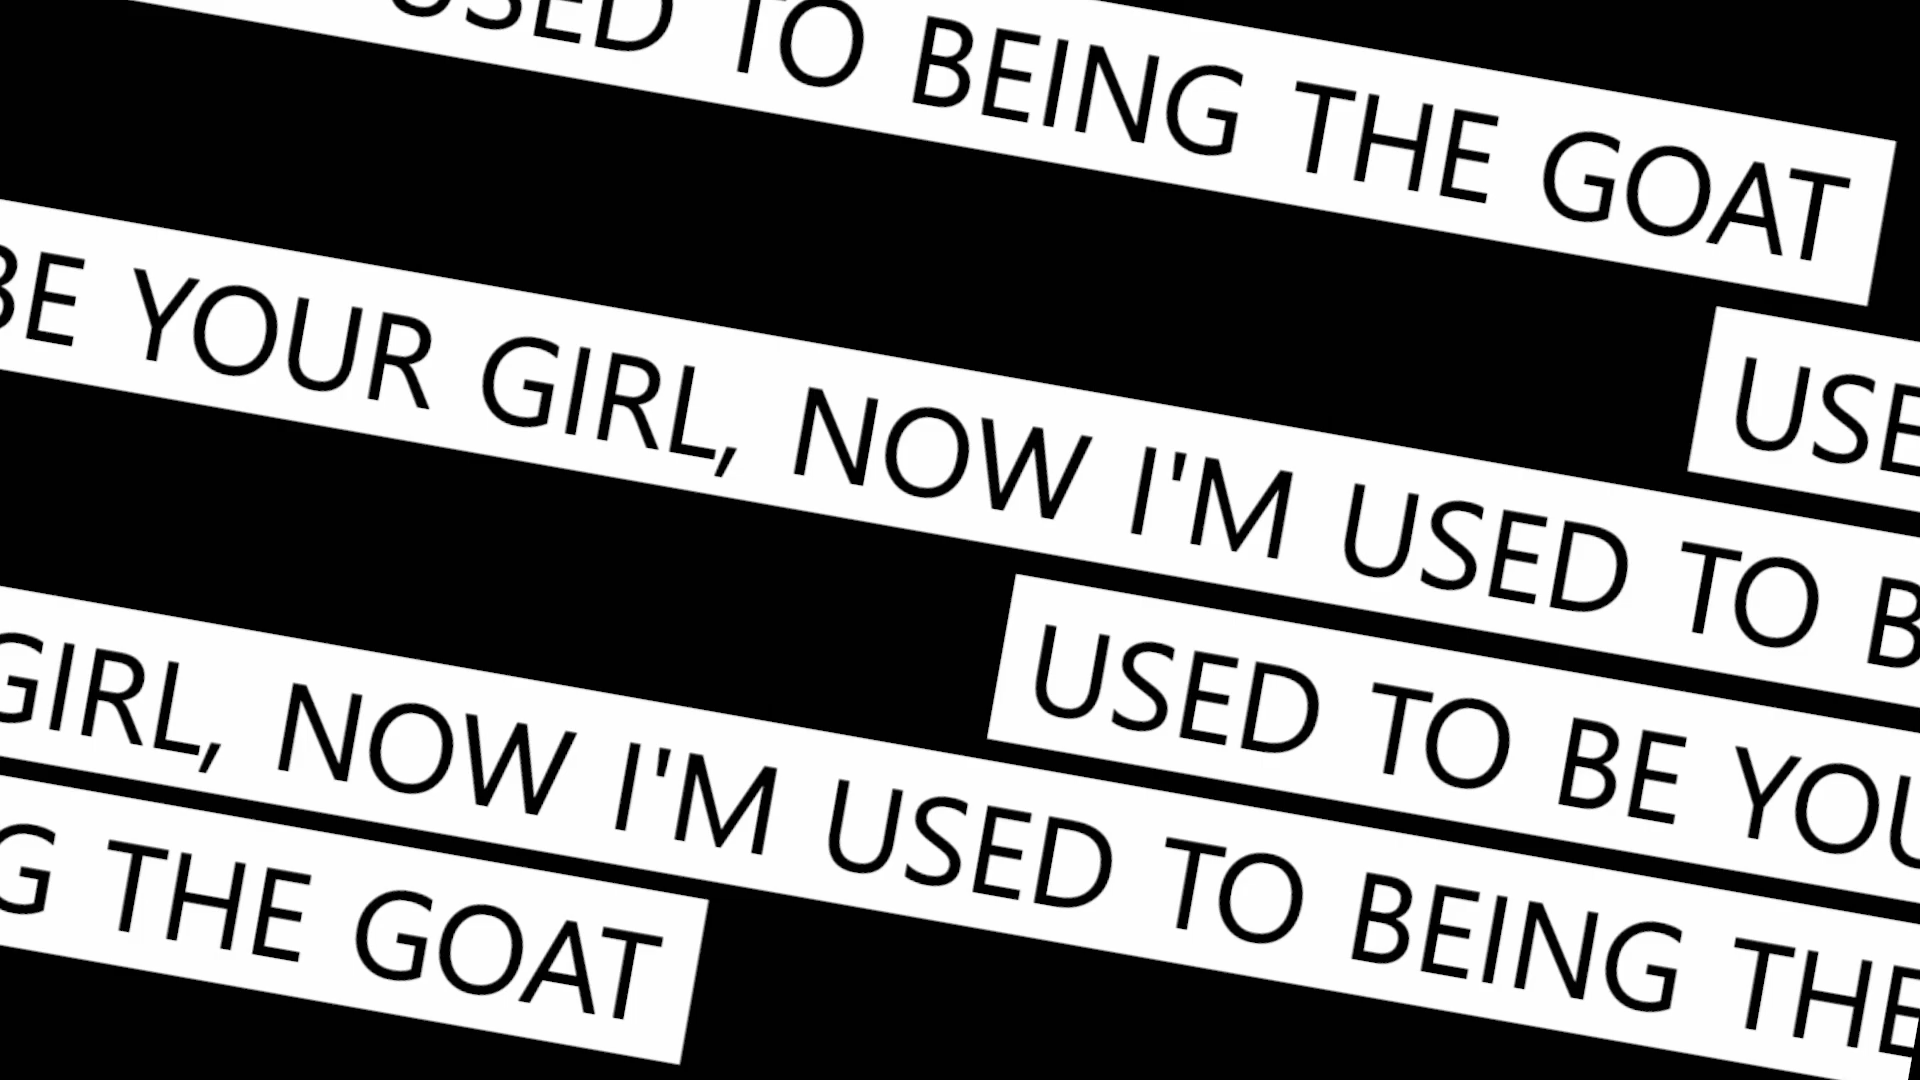 USED TO BEING THE GOAT
USE
BE YOUR GIRL, NOW I'M USED TO B
USED TO BE YOU
GIRL, NOW I'M USED TO BEING THE
G THE GOAT